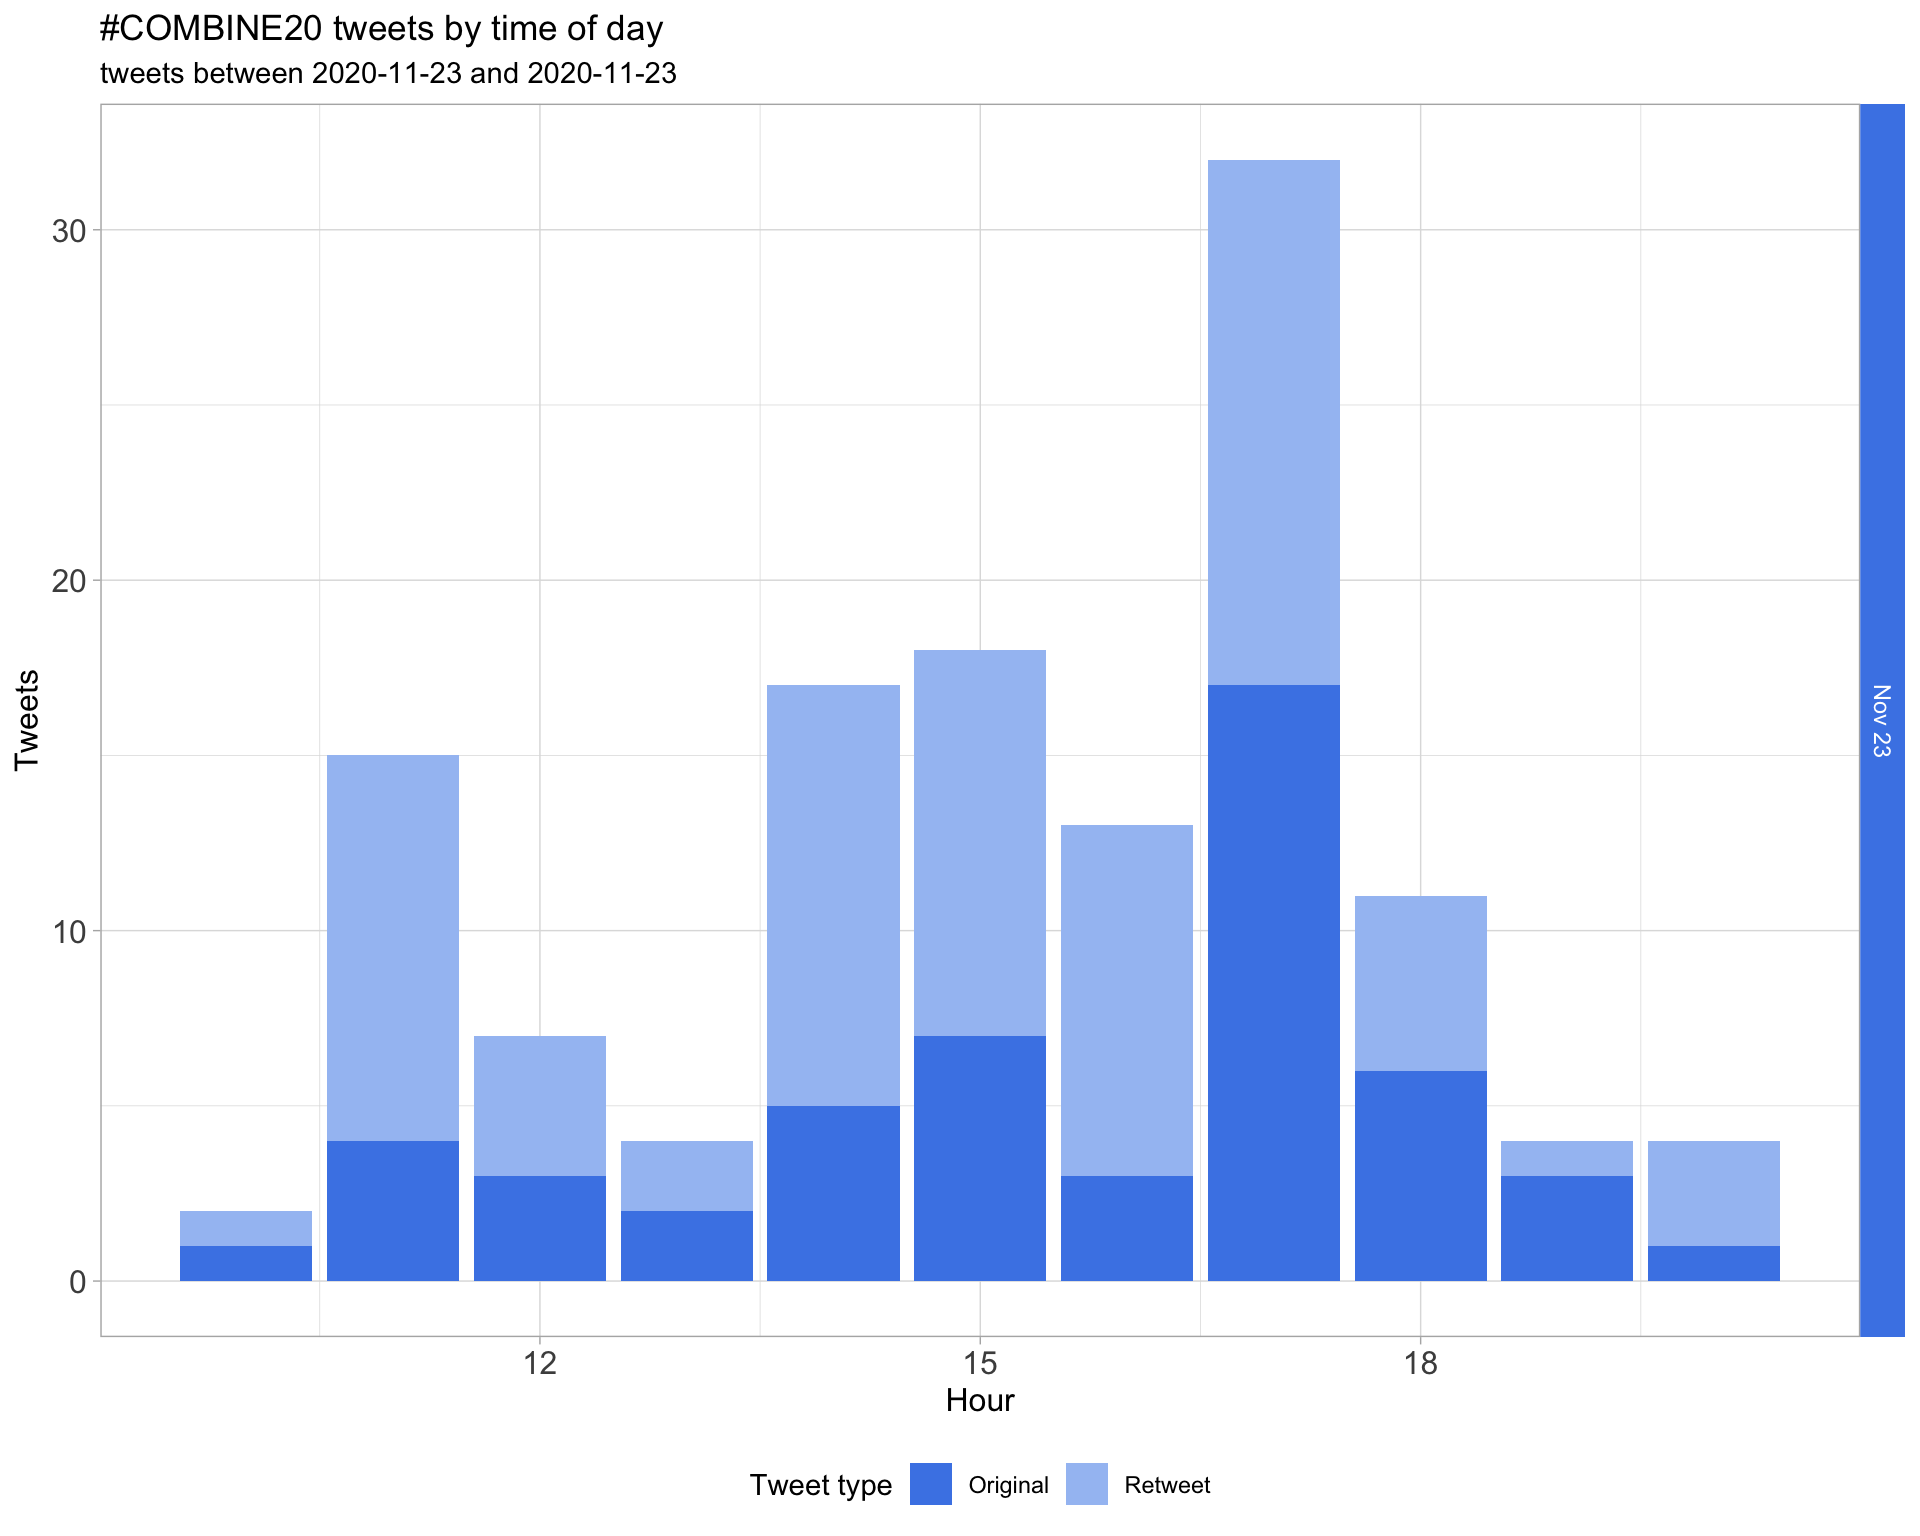 #COMBINE20 tweets by time of day
tweets between 2020-11-23 and 2020-11-23
30
20
10
0
Tweets
Nov 23
12 15 18
Hour
Tweet type Original Retweet